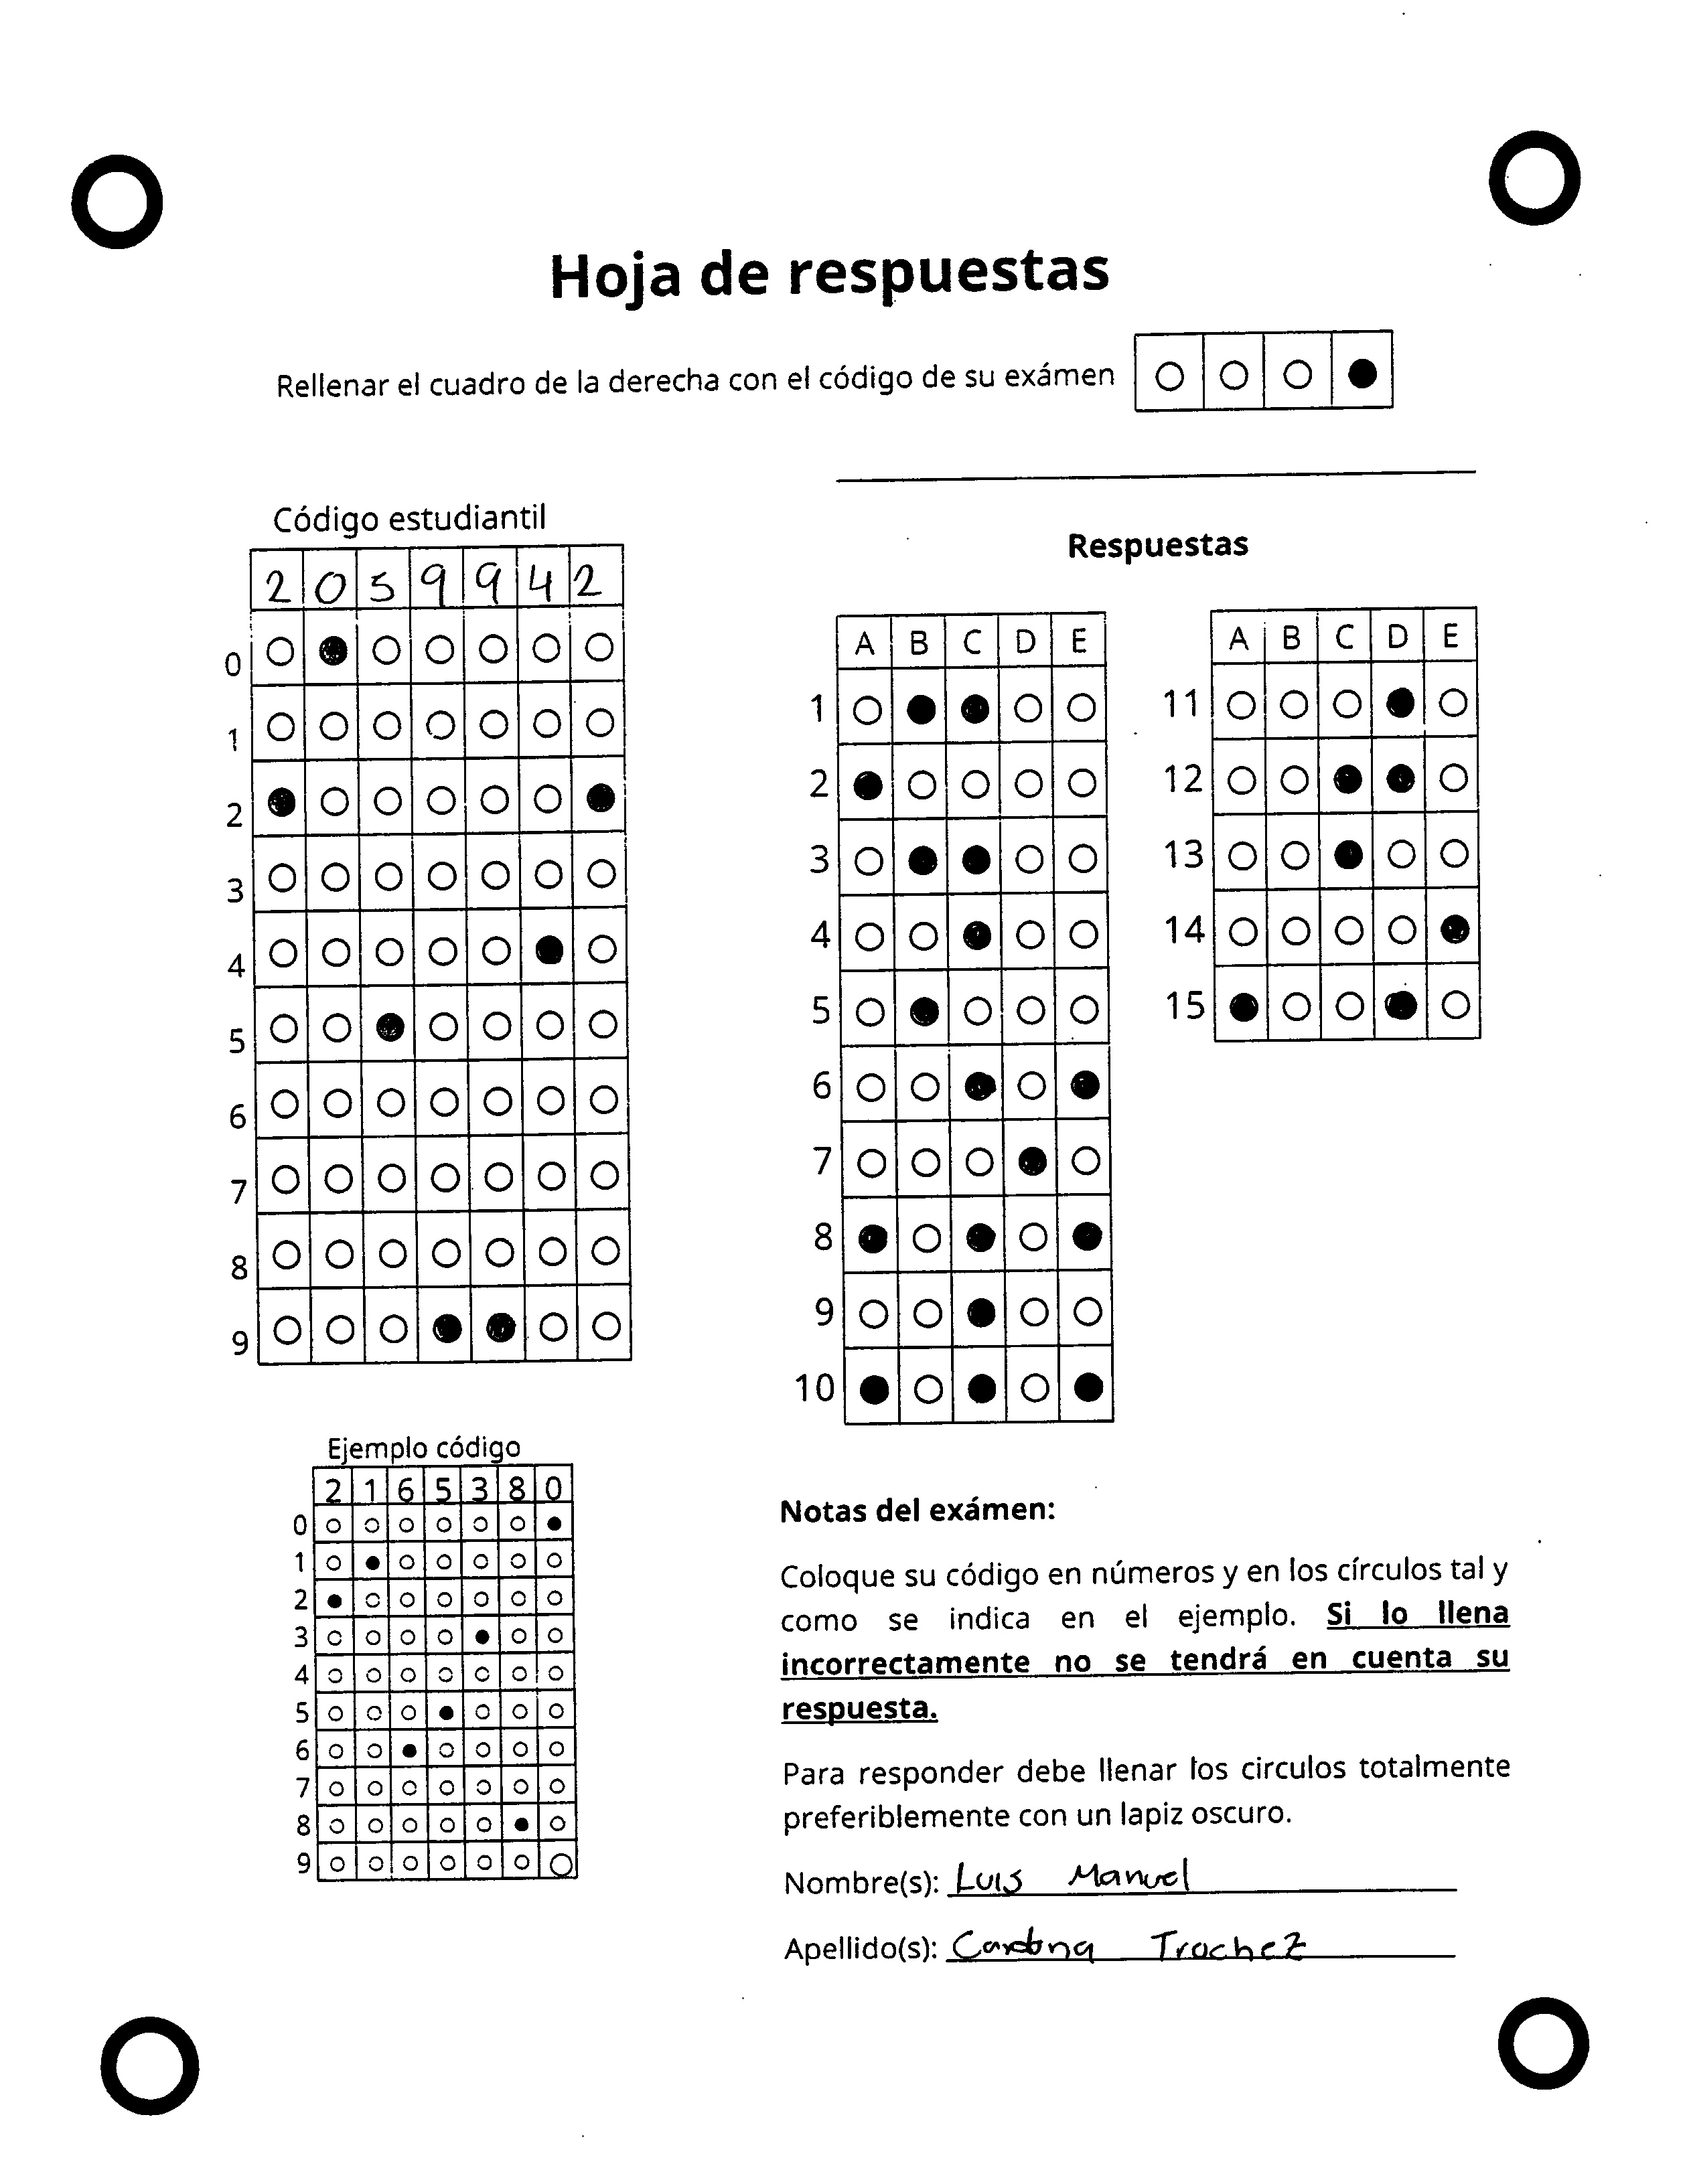 Hoja de respuestas
Rellenar el cuadro de la derecha con el código de su exámen
Código estudiantil
2 0 5 9 9 4 2
0
1
2
3
4
5
6
7
8
9
Respuestas
A B C D E
1
2
3
4
5
6
7
8
9
10
A B C D E
11
12
13
14
15
Ejemplo código
2 1 6 5 3 8 0
0
1
2
3
4
5
6
7
8
9
Notas del exámen:
Coloque su código en números y en los círculos tal y
como se indica en el ejemplo. Si lo llena
incorrectamente no se tendrá en cuenta su
respuesta.
Para responder debe llenar los circulos totalmente
preferiblemente con un lapiz oscuro.
Nombre(s): Luis Manuel
Apellido(s): Cardona Trochez